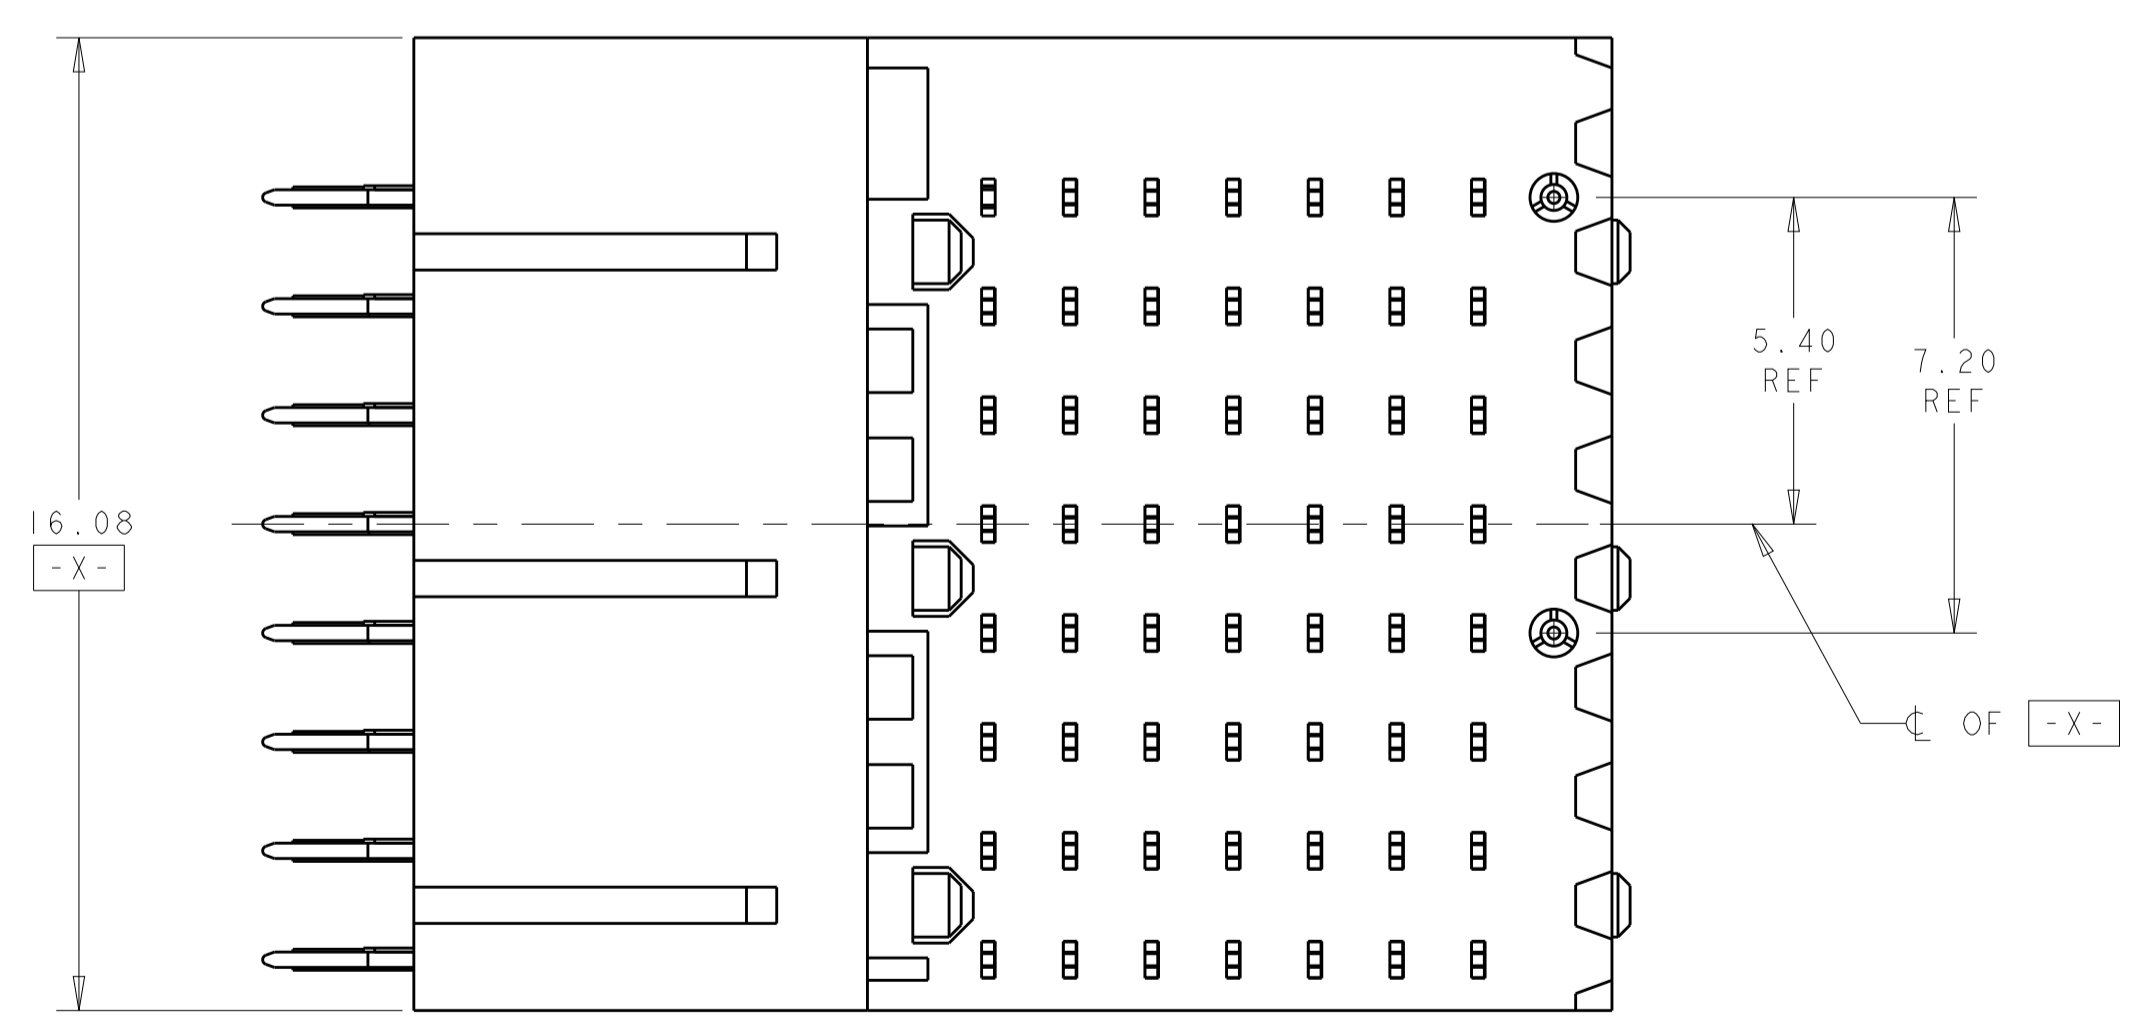 16.08
-X-
5.40
REF
7.20
REF
℄ OF -X-